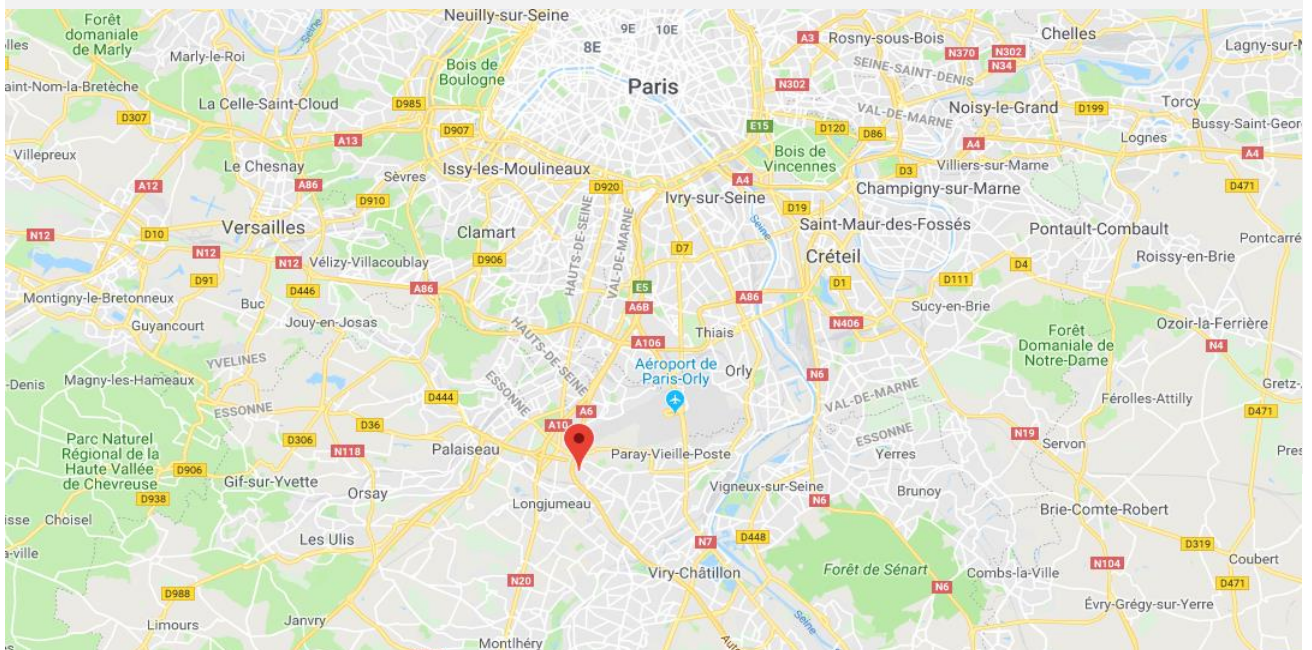 Forêt
domaniale
de Marly
Seine
Neuilly-sur-Seine
9E
10E
8E
A3
Rosny-sous-Bois
N370
N302
N34
Chelles
Lagny-sur-
Marly-le-Roi
Bois de
Boulogne
Paris
N302
SEINE-SAINT-DENIS
aint-Nom-la-Bretèche
La Celle-Saint-Cloud
D985
VAL-DE-MARNE
Noisy-le-Grand
D199
Torcy
D307
D907
E15
D120
D86
Lognes
Bussy-Saint-Geor
A13
Bois de
Vincennes
A4
A4
Villepreux
Le Chesnay
Sèvres
Issy-les-Moulineaux
Villiers-sur-Marne
A12
A86
D920
A4
D3
Champigny-sur-Marne
D471
D910
Ivry-sur-Seine
D19
Seine
Versailles
Clamart
HAUTS-DE-SEINE
VAL-DE-MARNE
Saint-Maur-des-Fossés
Pontault-Combault
N12
D10
N12
D7
Pontcarré
N12
Vélizy-Villacoublay
D906
Créteil
Roissy-en-Brie
D91
D446
A86
E5
A86
D1
D111
D4
Montigny-le-Bretonneux
Buc
A6B
Sucy-en-Brie
Guyancourt
Jouy-en-Josas
HAUTS-DE-SEINE
ESSONNE
A106
Thiais
N406
Forêt
Domaniale de
Notre-Dame
Ozoir-la-Ferrière
N4
YVELINES
ESSONNE
Aéroport de
Paris-Orly
Orly
N6
-Denis
Magny-les-Hameaux
D444
VAL-DE-MARNE
ESSONNE
Férolles-Attilly
Gretz-
D471
A6
A10
Parc Naturel
Régional de la
Haute Vallée
de Chevreuse
D306
D36
N118
Palaiseau
Paray-Vieille-Poste
Yerres
N19
Servon
Pres
D906
Gif-sur-Yvette
Orsay
Vigneux-sur-Seine
Brunoy
D938
Longjumeau
N6
Brie-Comte-Robert
isse
Choisel
Les Ulis
N7
D448
D319
a-ville
Coubert
N20
Viry-Châtillon
Forêt de Sénart
Combs-la-Ville
N104
D988
N6
D471
Limours
Janvry
Seine
Évry-Grégy-sur-Yerre
Montlhéry
Auto